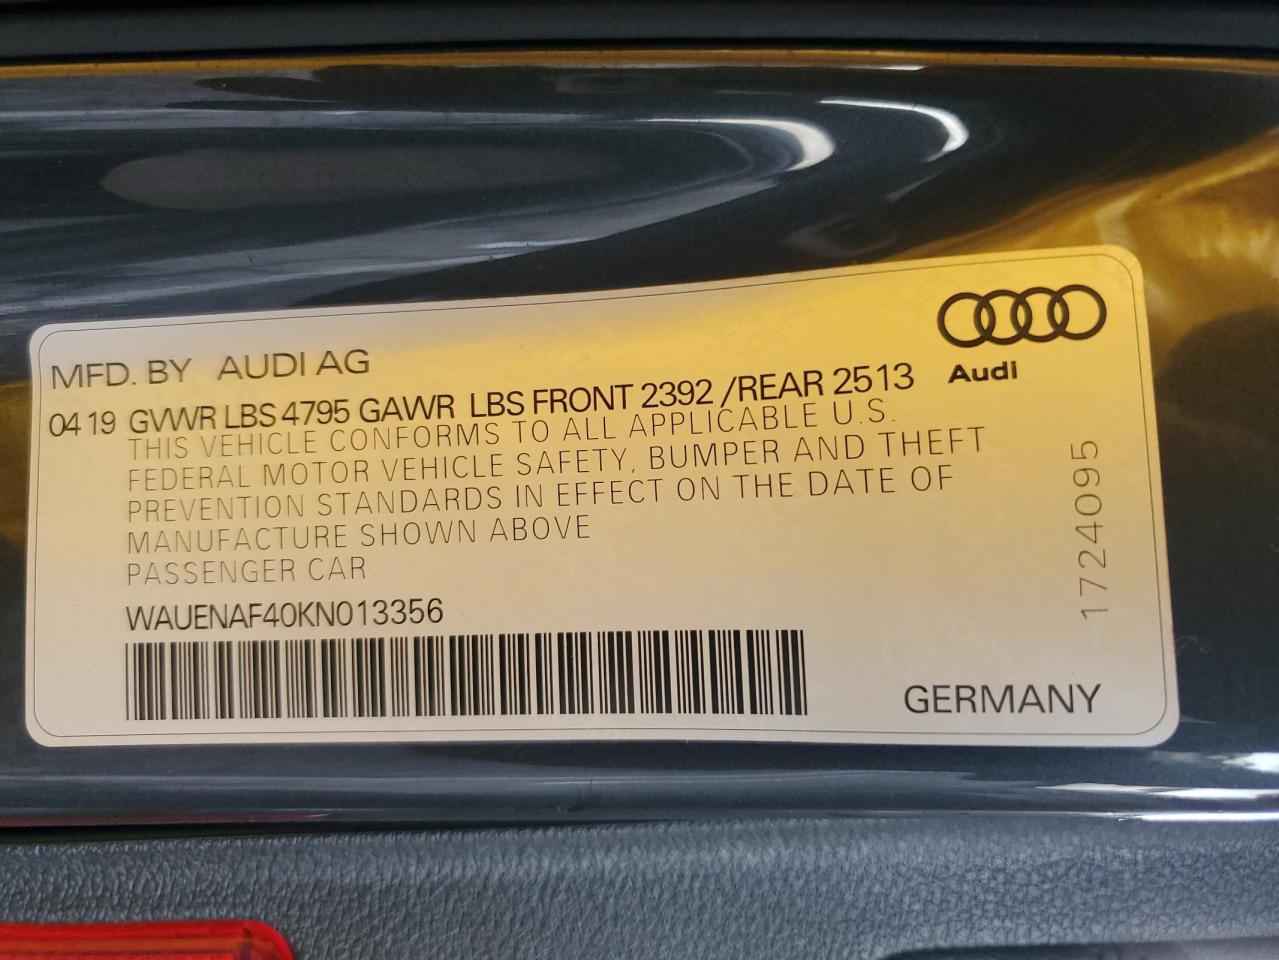 MFD. BY AUDI AG
Audi
04 19 GVWR LBS 4795 GAWR LBS FRONT 2392 /REAR 2513
THIS VEHICLE CONFORMS TO ALL APPLICABLE U.S.
FEDERAL MOTOR VEHICLE SAFETY, BUMPER AND THEFT
PREVENTION STANDARDS IN EFFECT ON THE DATE OF
MANUFACTURE SHOWN ABOVE
PASSENGER CAR
WAUENAF40KN013356
GERMANY
1724095